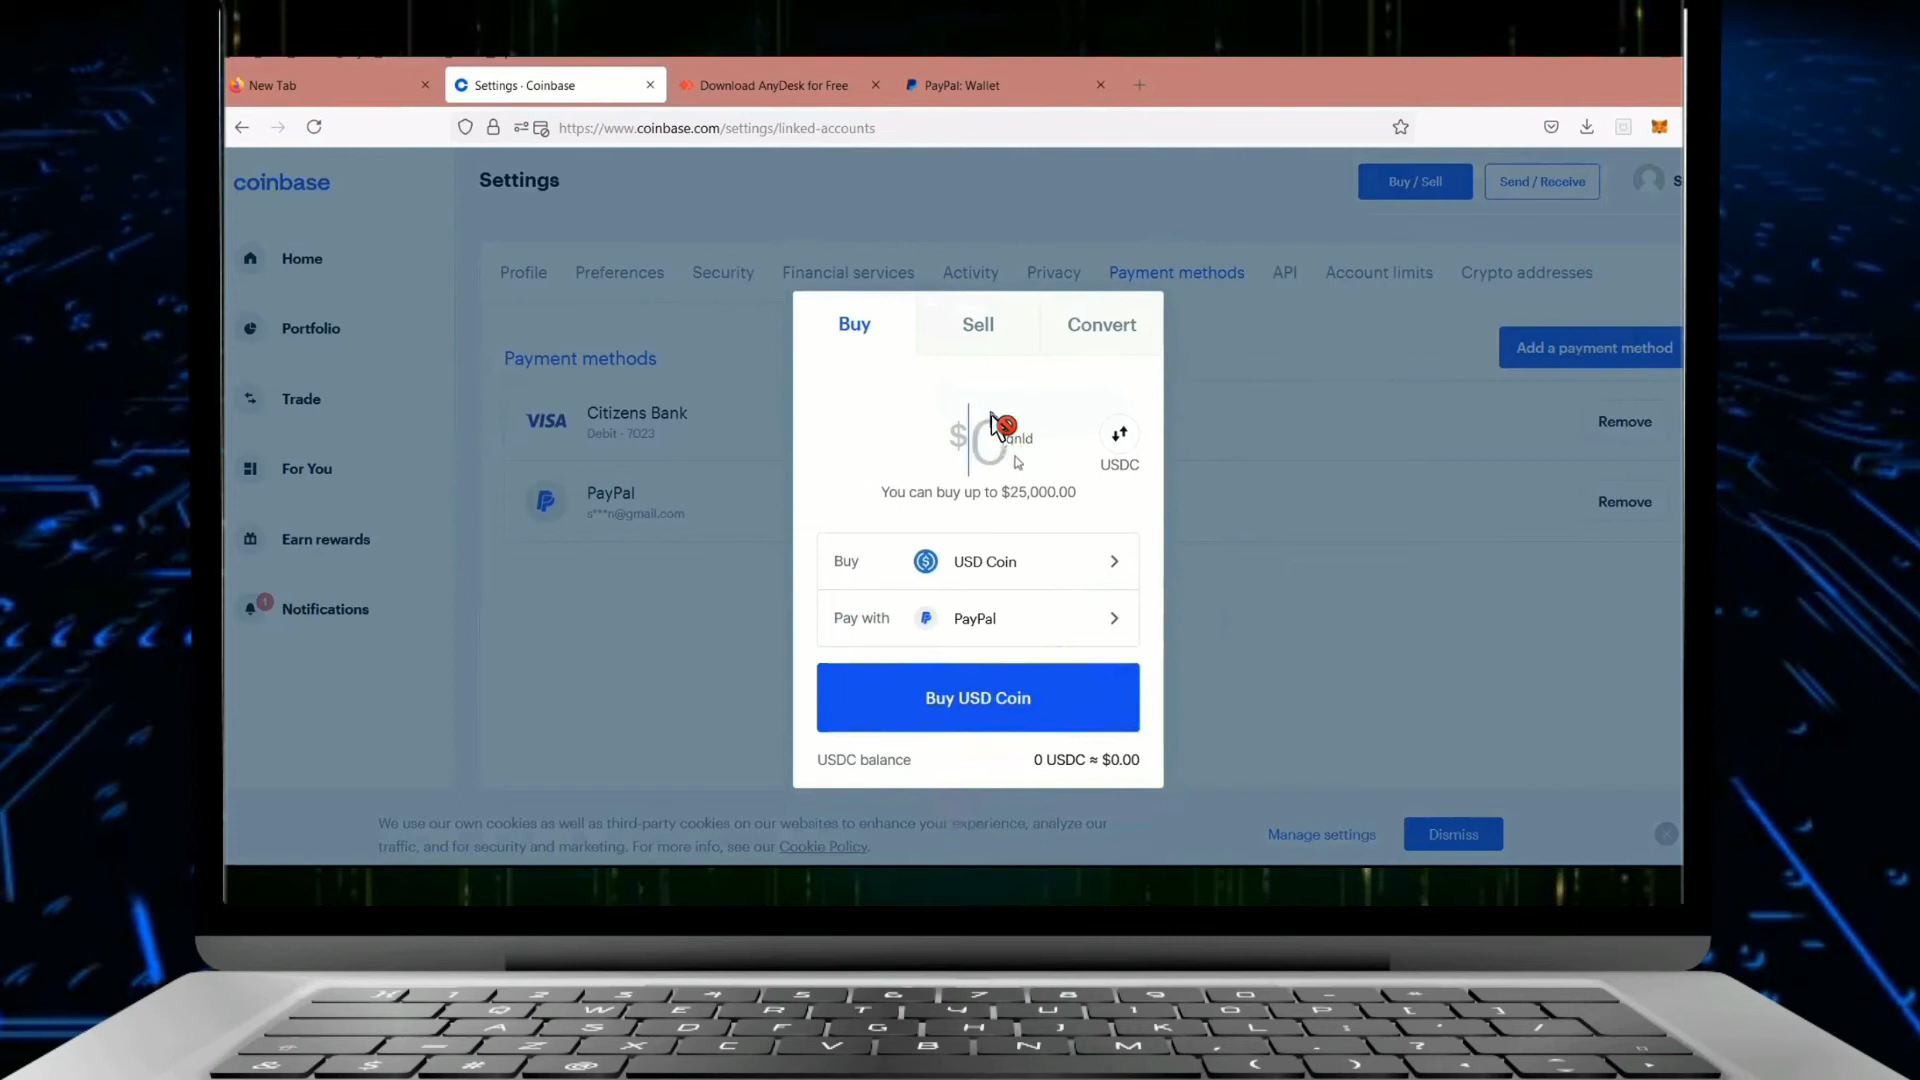 New Tab
Settings - Coinbase
Download AnyDesk for Free
PayPal: Wallet
https://www.coinbase.com/settings/linked-accounts
coinbase
Settings
Buy / Sell
Send / Receive
S
Home
Portfolio
Trade
For You
Earn rewards
1
Notifications
Profile
Preferences
Security
Financial services
Activity
Privacy
Payment methods
API
Account limits
Crypto addresses
Payment methods
Add a payment method
VISA
Citizens Bank
Debit - 7023
Remove
PayPal
s***n@gmail.com
Remove
Buy
Sell
Convert
$0
USDC
You can buy up to $25,000.00
Buy
USD Coin
Pay with
PayPal
Buy USD Coin
USDC balance
0 USDC ≈ $0.00
We use our own cookies as well as third-party cookies on our websites to enhance your experience, analyze our
traffic, and for security and marketing. For more info, see our Cookie Policy.
Manage settings
Dismiss